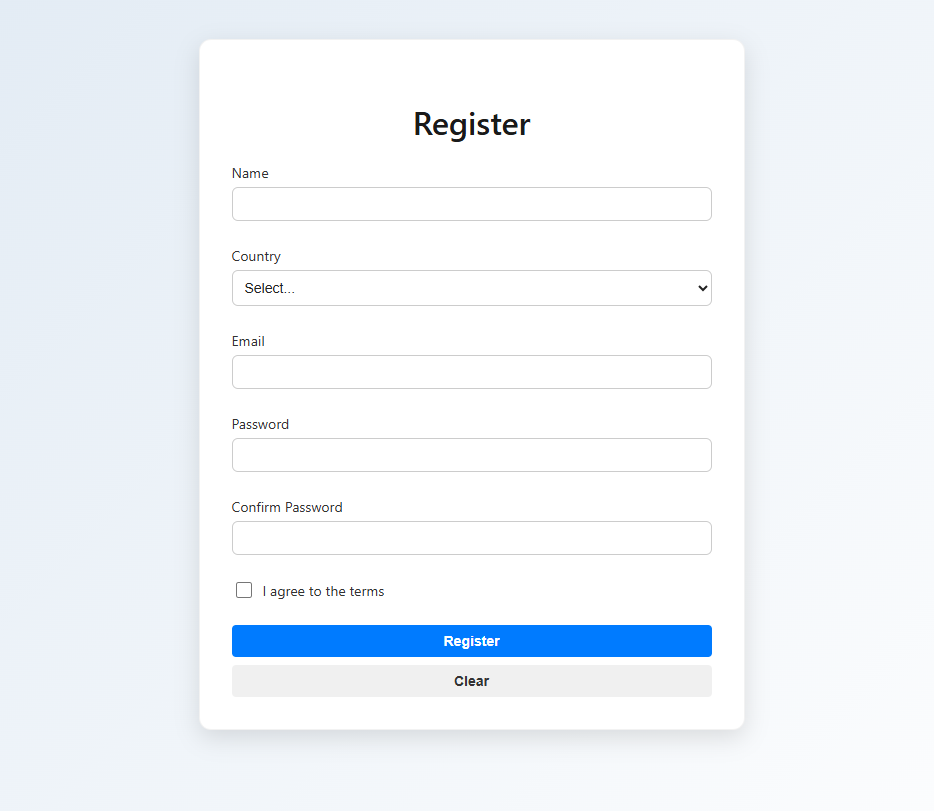 Register
Name
Country
Select...
Email
Password
Confirm Password
I agree to the terms
Register
Clear